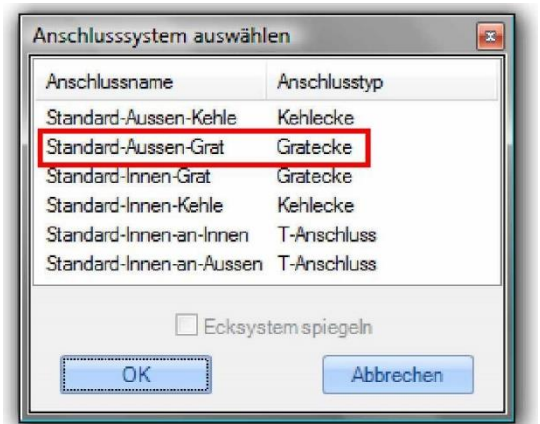 Anschlusssystem auswählen
Anschlussname Anschlusstyp
Standard-Aussen-Kehle Kehlecke
Standard-Aussen-Grat Gratecke
Standard-Innen-Grat Gratecke
Standard-Innen-Kehle Kehlecke
Standard-Innen-an-Innen T-Anschluss
Standard-Innen-an-Aussen T-Anschluss
Ecksystem spiegeln
OK Abbrechen